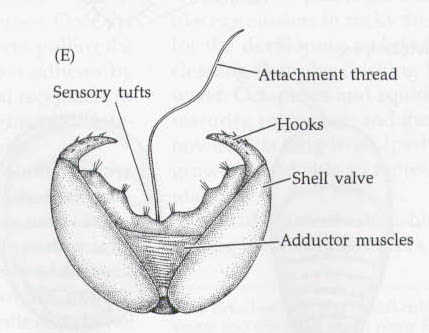 (E)
Attachment thread
Sensory tufts
Hooks
Shell valve
Adductor muscles